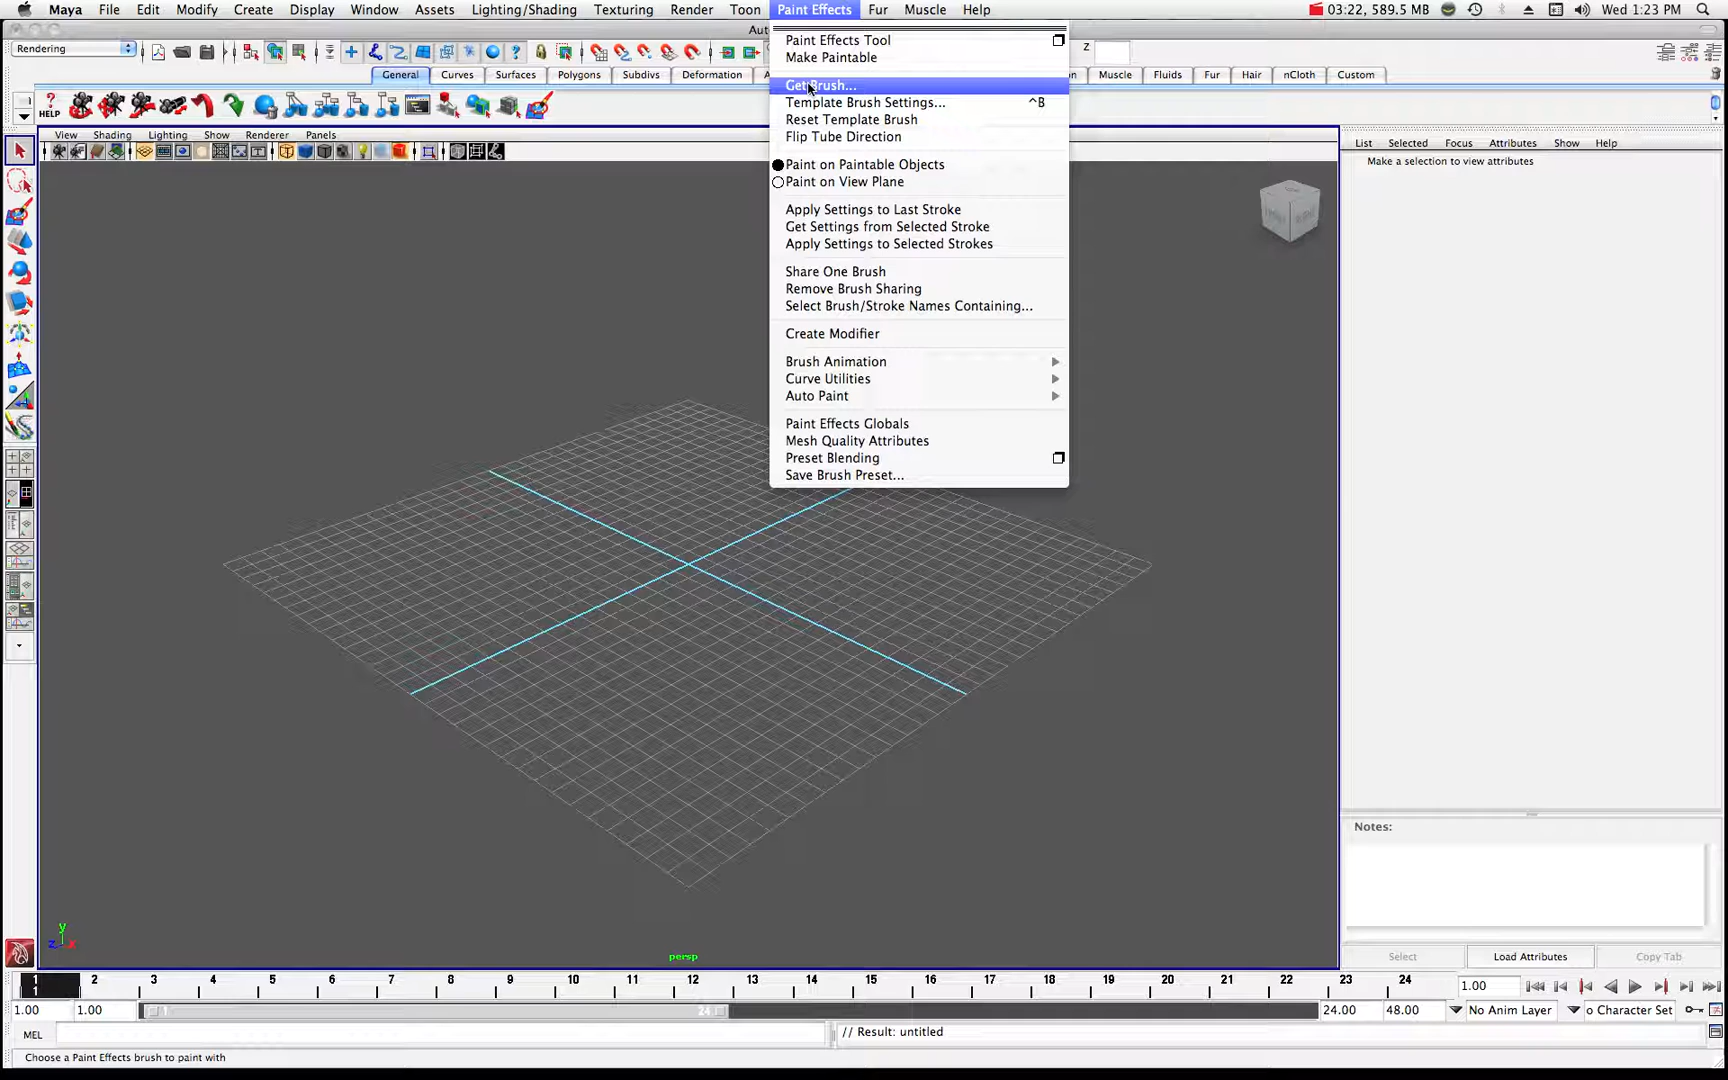 Maya File Edit Modify Create Display Window Assets Lighting/Shading Texturing Render Toon Paint Effects Fur Muscle Help 03:22, 589.5 MB Wed 1:23 PM
Rendering
Z
General Curves Surfaces Polygons Subdivs Deformation Muscle Fluids Fur Hair nCloth Custom
HELP
View Shading Lighting Show Renderer Panels
Paint Effects Tool
Make Paintable
Get Brush...
Template Brush Settings... ^B
Reset Template Brush
Flip Tube Direction
Paint on Paintable Objects
Paint on View Plane
Apply Settings to Last Stroke
Get Settings from Selected Stroke
Apply Settings to Selected Strokes
Share One Brush
Remove Brush Sharing
Select Brush/Stroke Names Containing...
Create Modifier
Brush Animation
Curve Utilities
Auto Paint
Paint Effects Globals
Mesh Quality Attributes
Preset Blending
Save Brush Preset...
List Selected Focus Attributes Show Help
Make a selection to view attributes
Notes:
Select Load Attributes Copy Tab
y
z x
persp
1 2 3 4 5 6 7 8 9 10 11 12 13 14 15 16 17 18 19 20 21 22 23 24
1 1.00
1.00 1.00 1 24 24.00 48.00 No Anim Layer o Character Set
MEL // Result: untitled
Choose a Paint Effects brush to paint with